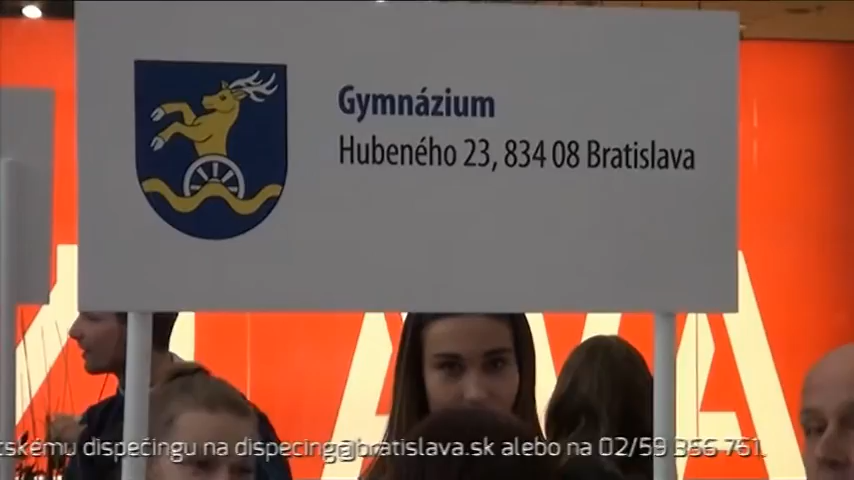 Gymnázium
Hubeného 23, 834 08 Bratislava
tskému dispečingu na dispecing@bratislava.sk alebo na 02/59 356 761.